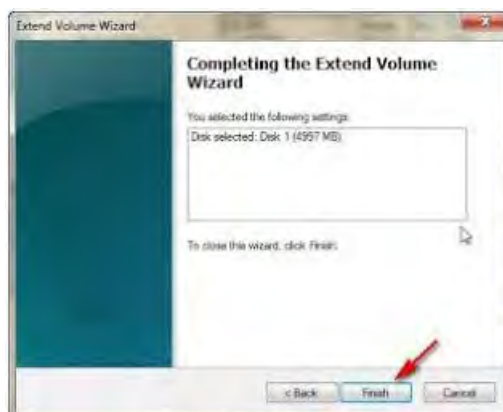 Extend Volume Wizard
Completing the Extend Volume
Wizard
You selected the following settings:
Disk selected: Disk 1 (4997 MB)
To close this wizard, click Finish.
< Back Finish Cancel